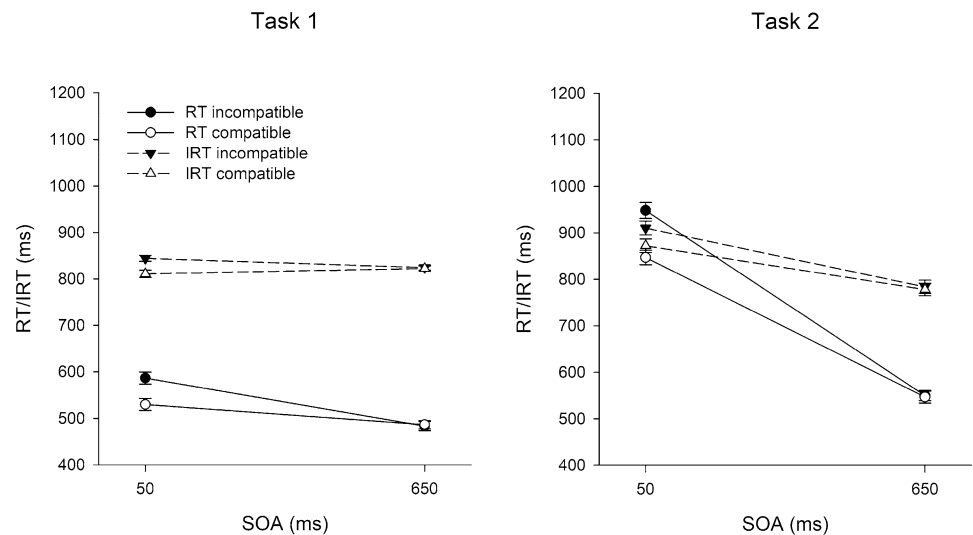 Task 1
Task 2
1200
1100
1000
900
800
700
600
500
400
RT/IRT (ms)
RT incompatible
RT compatible
IRT incompatible
IRT compatible
50
650
SOA (ms)
1200
1100
1000
900
800
700
600
500
400
RT/IRT (ms)
50
650
SOA (ms)